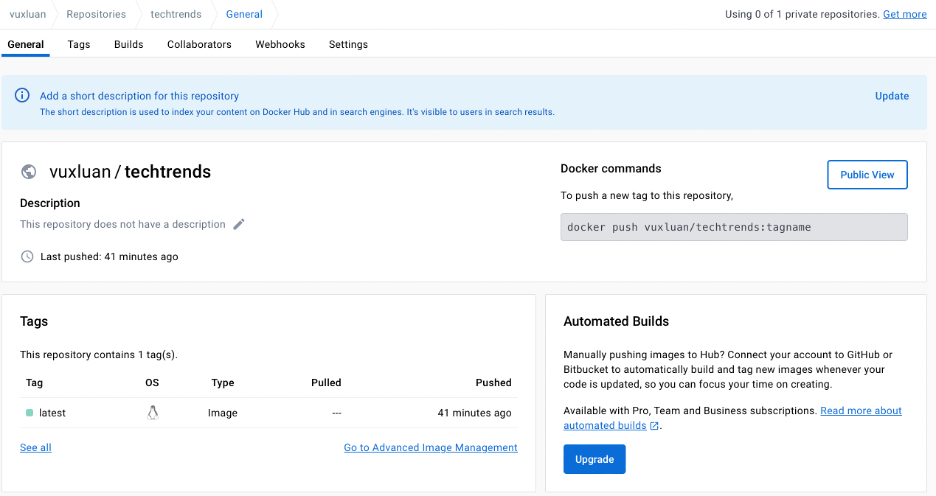 vuxluan Repositories techtrends General Using 0 of 1 private repositories. Get more
General Tags Builds Collaborators Webhooks Settings
Add a short description for this repository Update
The short description is used to index your content on Docker Hub and in search engines. It's visible to users in search results.
vuxluan / techtrends
Description
This repository does not have a description
Last pushed: 41 minutes ago
Docker commands Public View
To push a new tag to this repository,
docker push vuxluan/techtrends:tagname
Tags
This repository contains 1 tag(s).
Tag OS Type Pulled Pushed
latest Image --- 41 minutes ago
See all Go to Advanced Image Management
Automated Builds
Manually pushing images to Hub? Connect your account to GitHub or
Bitbucket to automatically build and tag new images whenever your
code is updated, so you can focus your time on creating.
Available with Pro, Team and Business subscriptions. Read more about
automated builds .
Upgrade